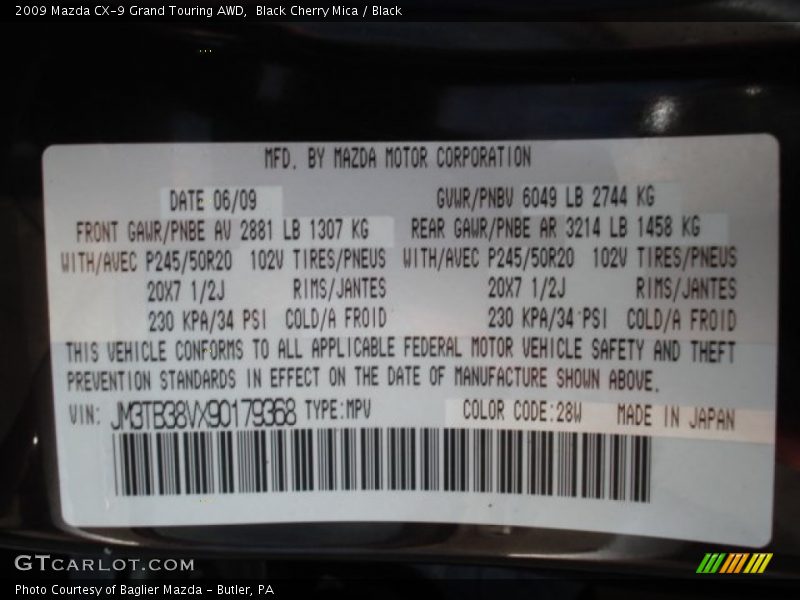 2009 Mazda CX-9 Grand Touring AWD,  Black Cherry Mica / Black
MFD. BY MAZDA MOTOR CORPORATION
DATE 06/09 GVWR/PNBV 6049 LB 2744 KG
FRONT GAWR/PNBE AV 2881 LB 1307 KG REAR GAWR/PNBE AR 3214 LB 1458 KG
WITH/AVEC P245/50R20 102V TIRES/PNEUS WITH/AVEC P245/50R20 102V TIRES/PNEUS
20X7 1/2J RIMS/JANTES 20X7 1/2J RIMS/JANTES
230 KPA/34 PSI COLD/A FROID 230 KPA/34 PSI COLD/A FROID
THIS VEHICLE CONFORMS TO ALL APPLICABLE FEDERAL MOTOR VEHICLE SAFETY AND THEFT
PREVENTION STANDARDS IN EFFECT ON THE DATE OF MANUFACTURE SHOWN ABOVE.
VIN: JM3TB38VX90179368 TYPE:MPV COLOR CODE:28W MADE IN JAPAN
GTCARLOT.COM
Photo Courtesy of Baglier Mazda - Butler, PA